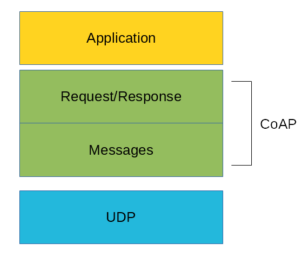 Application
Request/Response
CoAP
Messages
UDP